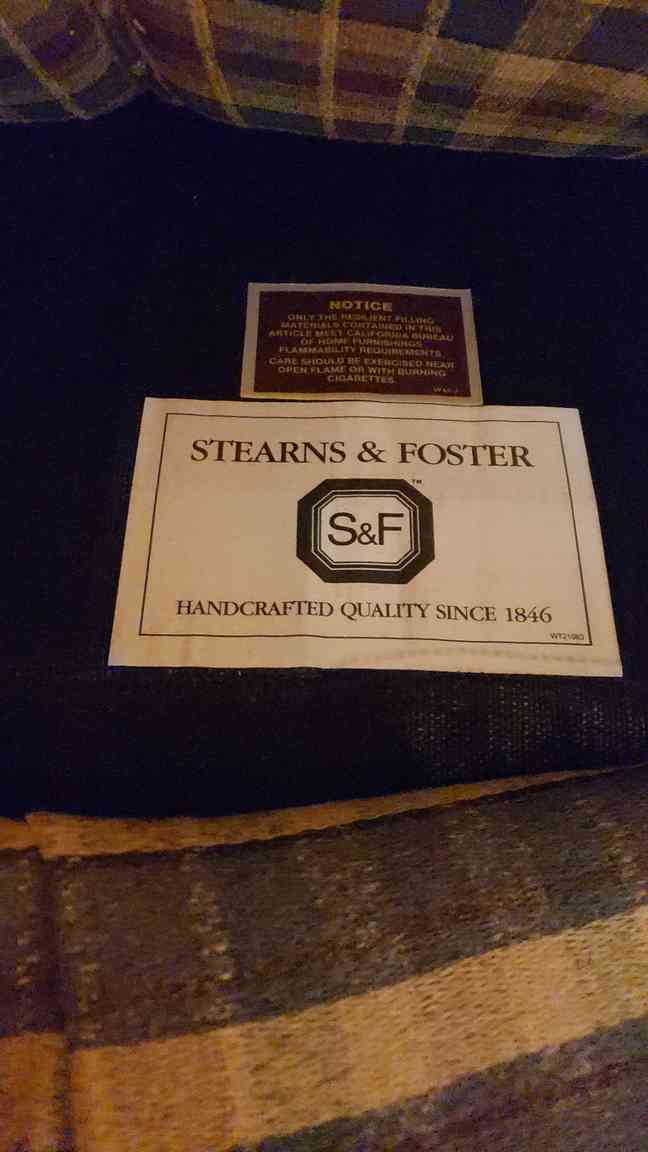 NOTICE
ONLY THE RESILIENT FILLING
MATERIALS CONTAINED IN THIS
ARTICLE MEET CALIFORNIA BUREAU
OF HOME FURNISHINGS
FLAMMABILITY REQUIREMENTS
CARE SHOULD BE EXERCISED NEAR
OPEN FLAME OR WITH BURNING
CIGARETTES.
STEARNS & FOSTER
TM
S&F
HANDCRAFTED QUALITY SINCE 1846